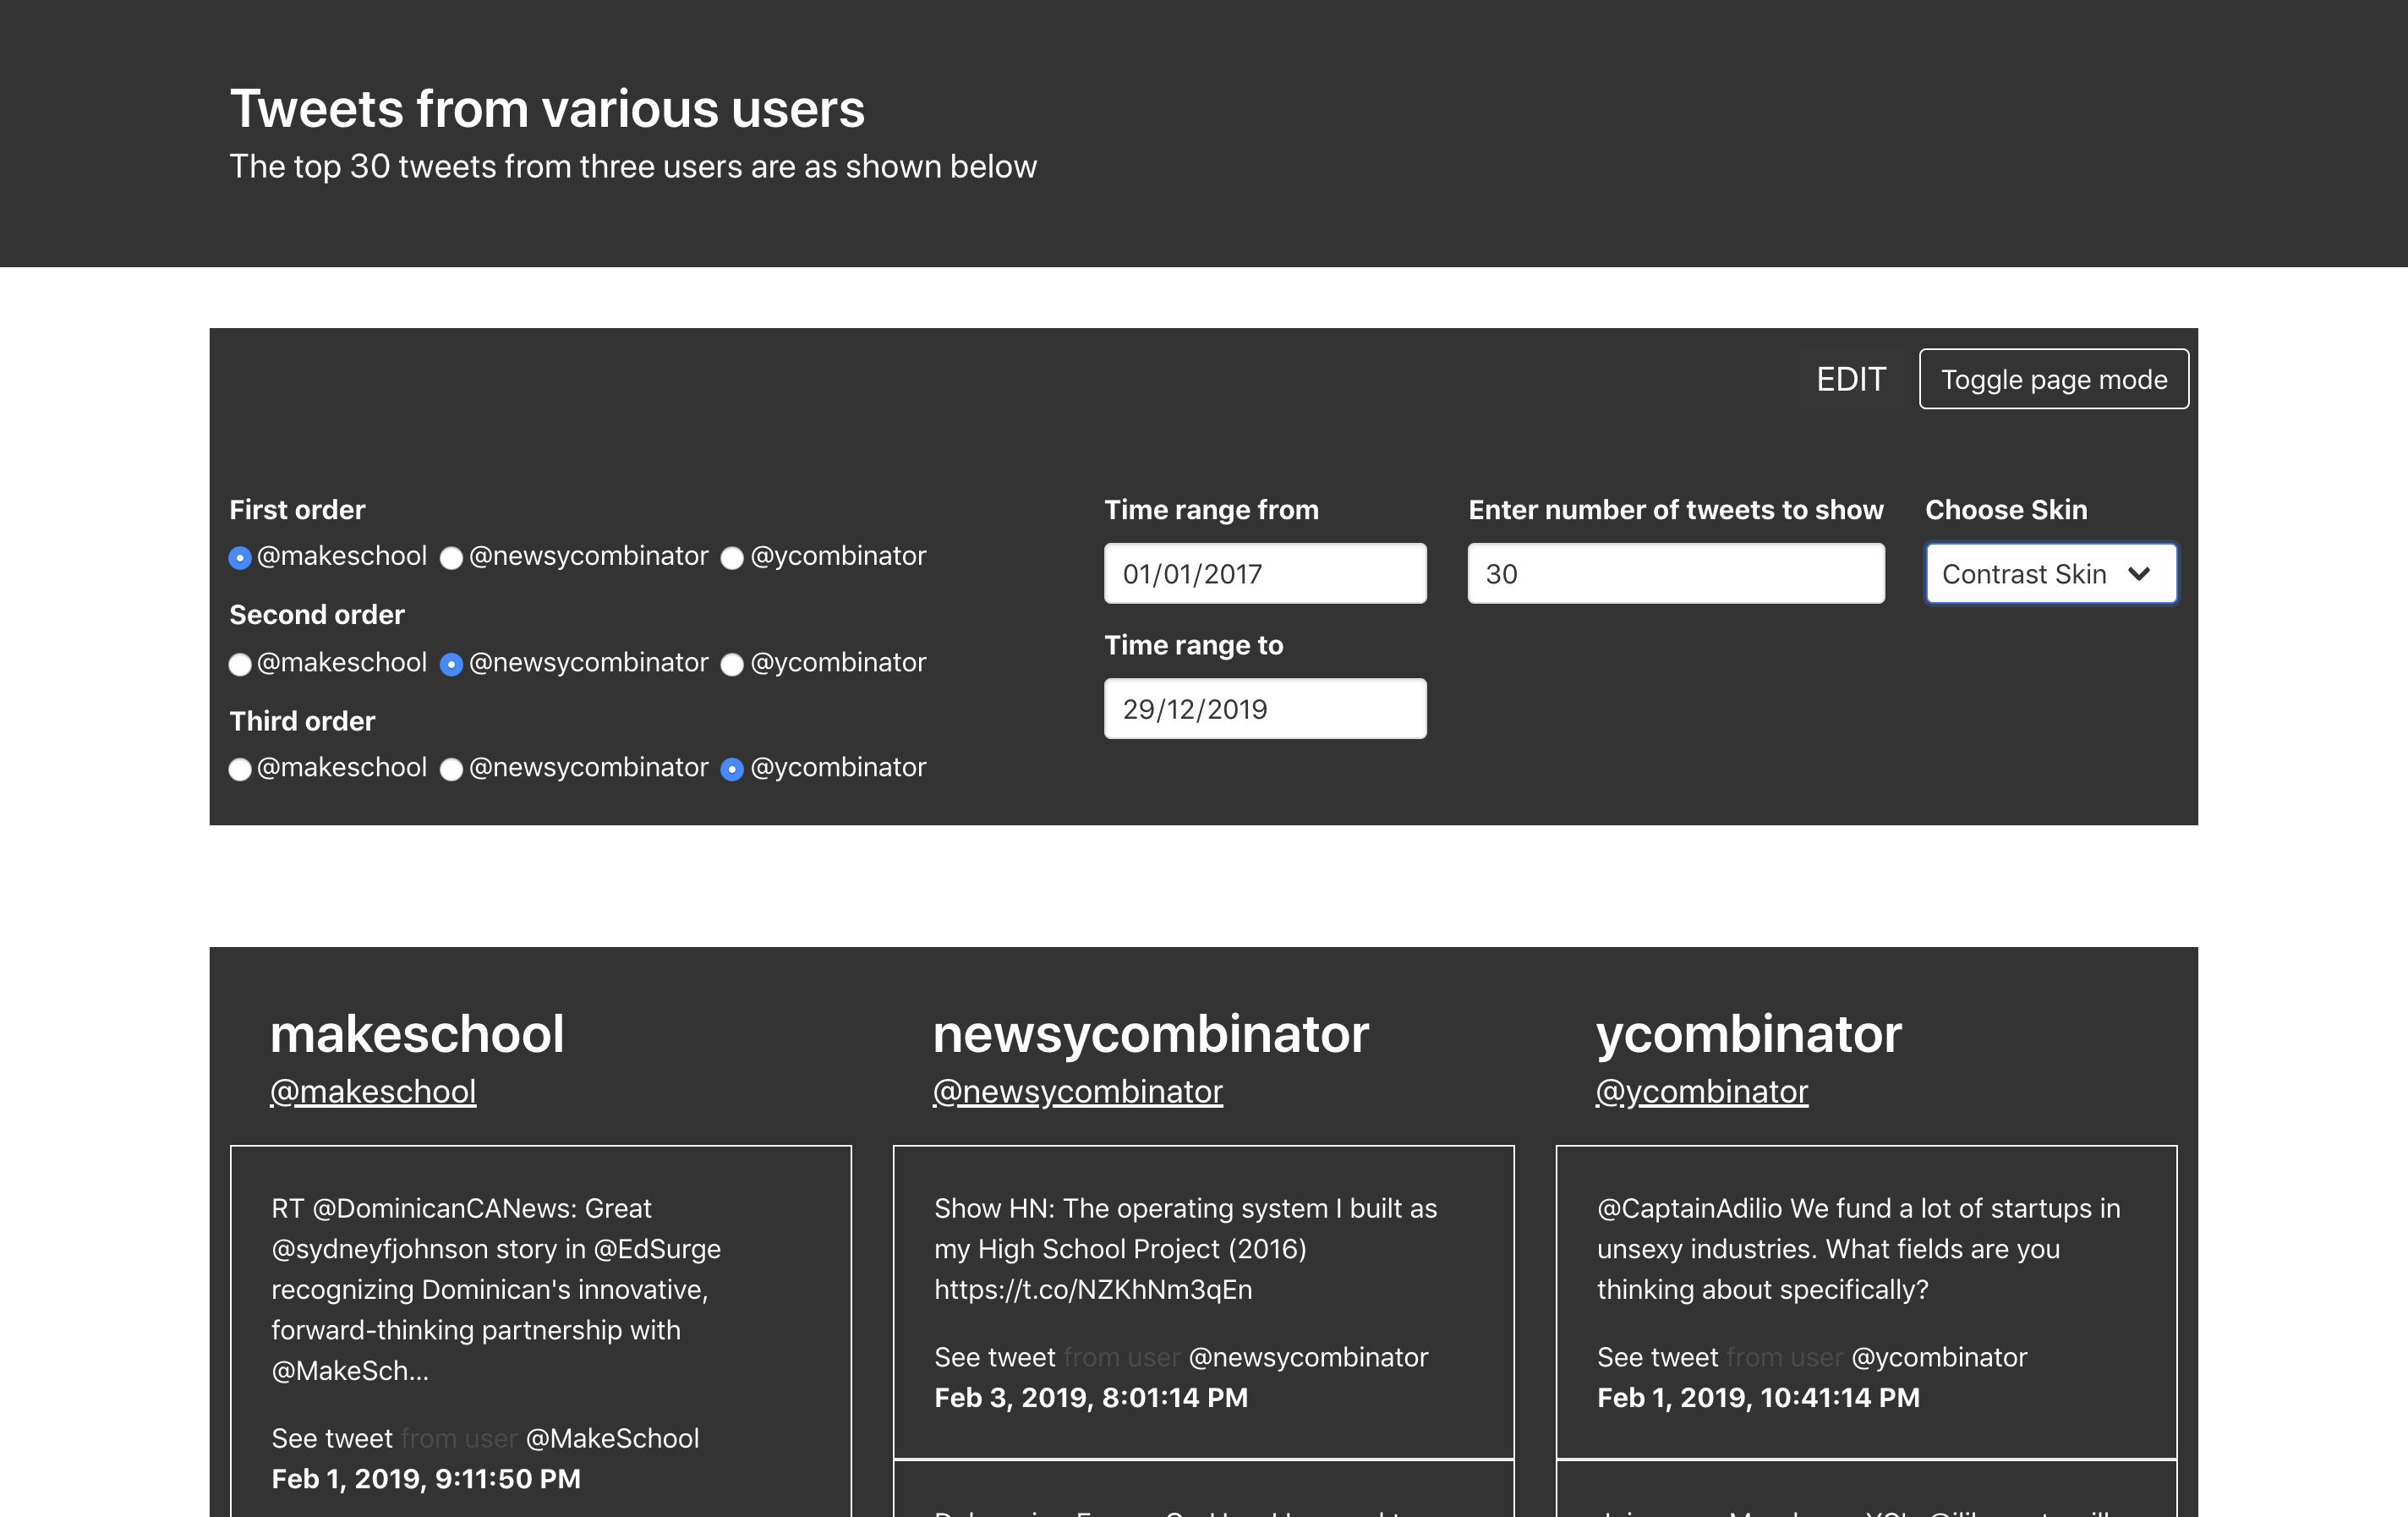 Tweets from various users
The top 30 tweets from three users are as shown below
EDIT Toggle page mode
First order
@makeschool @newsycombinator @ycombinator
Second order
@makeschool @newsycombinator @ycombinator
Third order
@makeschool @newsycombinator @ycombinator
Time range from
01/01/2017
Time range to
29/12/2019
Enter number of tweets to show
30
Choose Skin
Contrast Skin
makeschool
@makeschool
RT @DominicanCANews: Great
@sydneyfjohnson story in @EdSurge
recognizing Dominican's innovative,
forward-thinking partnership with
@MakeSch…
See tweet from user @MakeSchool
Feb 1, 2019, 9:11:50 PM
newsycombinator
@newsycombinator
Show HN: The operating system I built as
my High School Project (2016)
https://t.co/NZKhNm3qEn
See tweet from user @newsycombinator
Feb 3, 2019, 8:01:14 PM
ycombinator
@ycombinator
@CaptainAdilio We fund a lot of startups in
unsexy industries. What fields are you
thinking about specifically?
See tweet from user @ycombinator
Feb 1, 2019, 10:41:14 PM